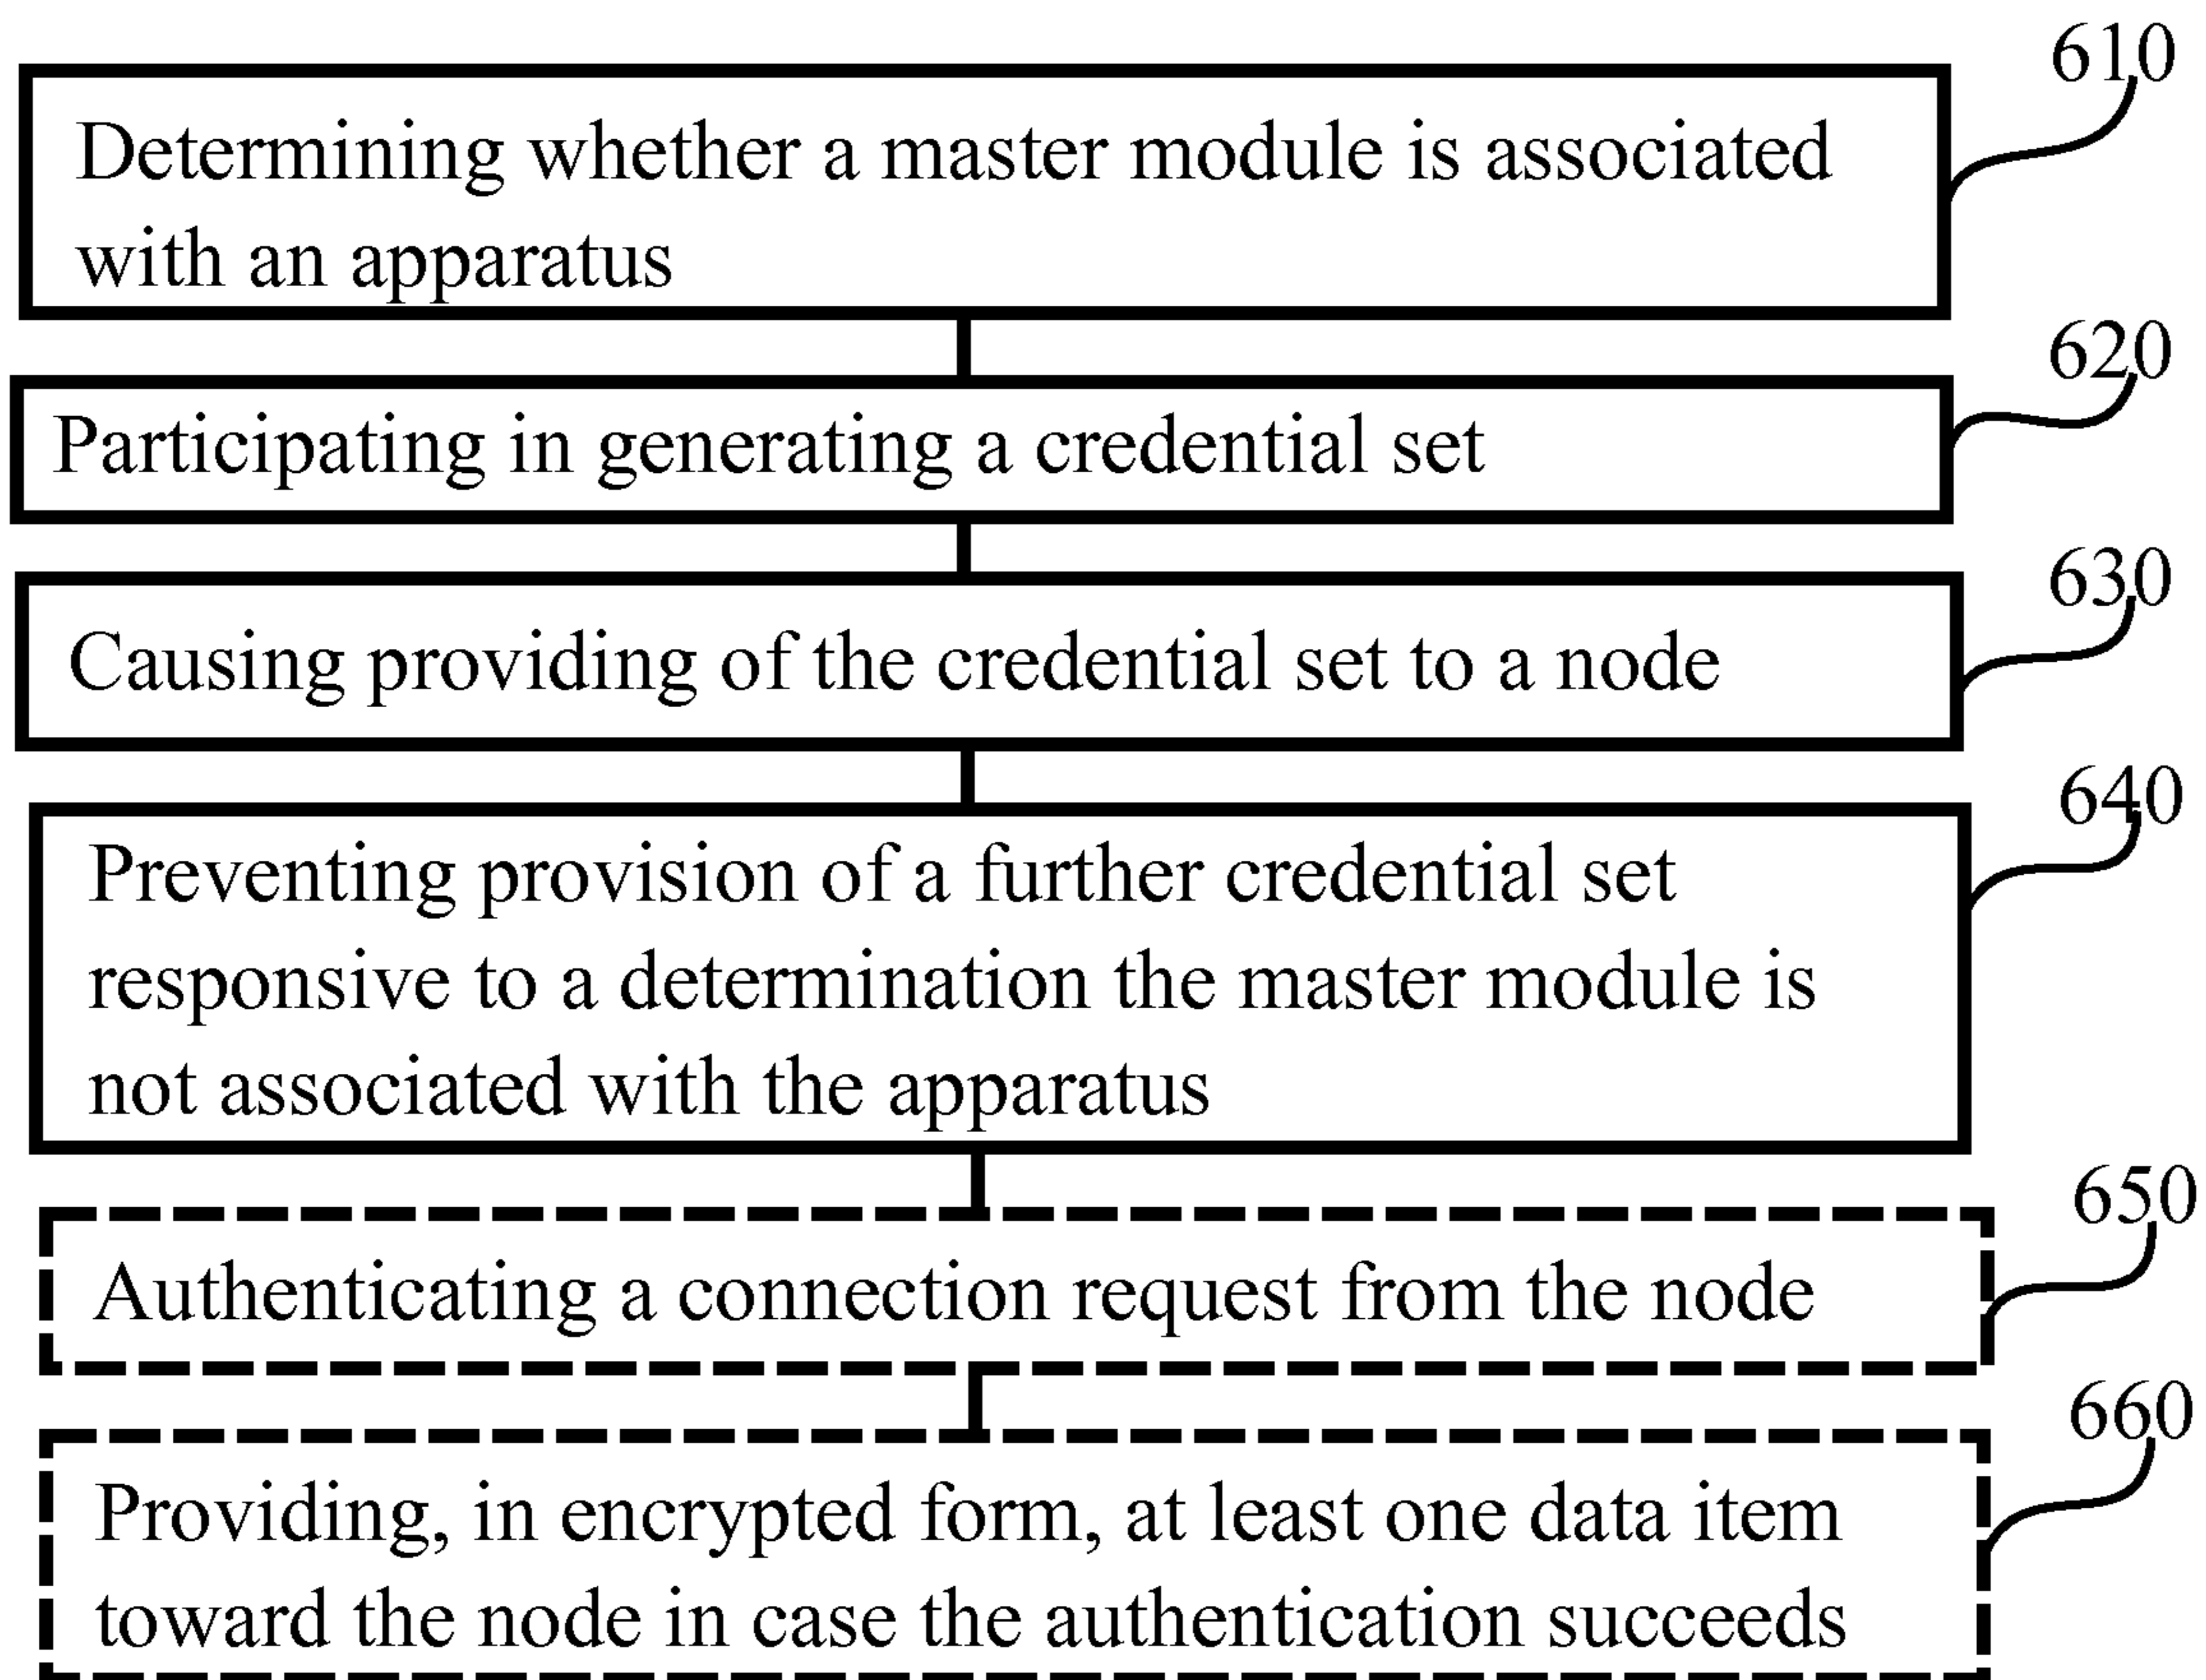 610
Determining whether a master module is associated
with an apparatus
620
Participating in generating a credential set
630
Causing providing of the credential set to a node
640
Preventing provision of a further credential set
responsive to a determination the master module is
not associated with the apparatus
650
Authenticating a connection request from the node
660
Providing, in encrypted form, at least one data item
toward the node in case the authentication succeeds